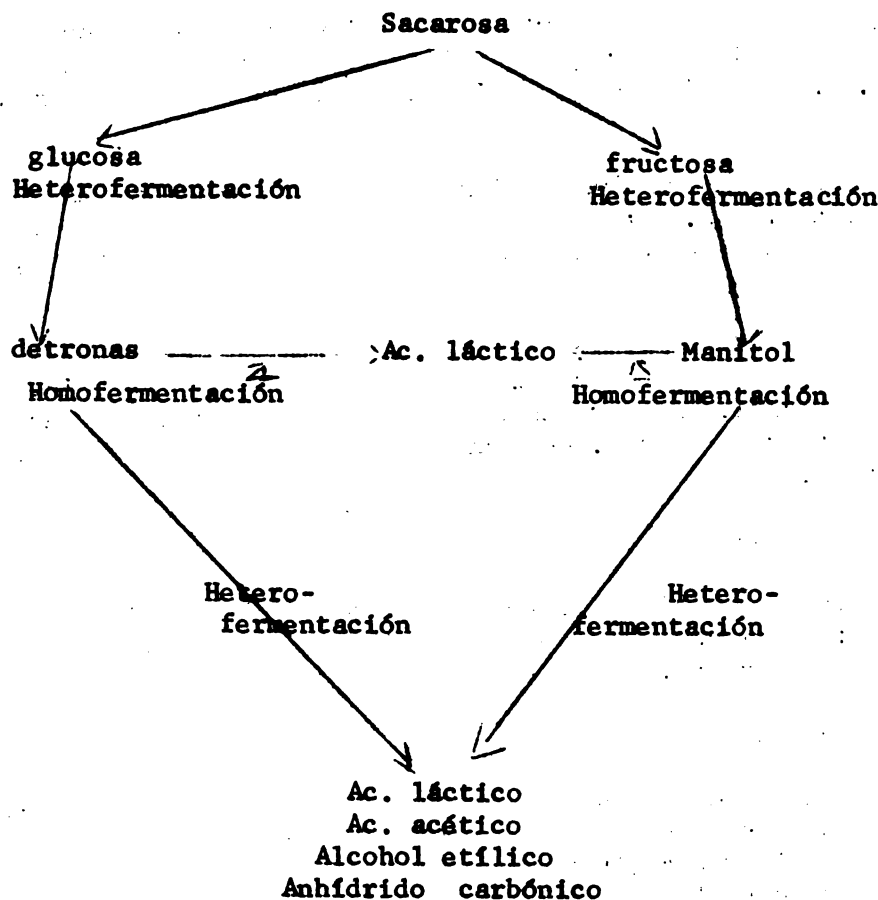 Sacarosa
glucosa
Heterofermentación
fructosa
Heterofermentación
detronas
Ac. láctico
Manitol
Homofermentación
Homofermentación
Hetero-
fermentación
Hetero-
fermentación
Ac. láctico
Ac. acético
Alcohol etílico
Anhídrido carbónico